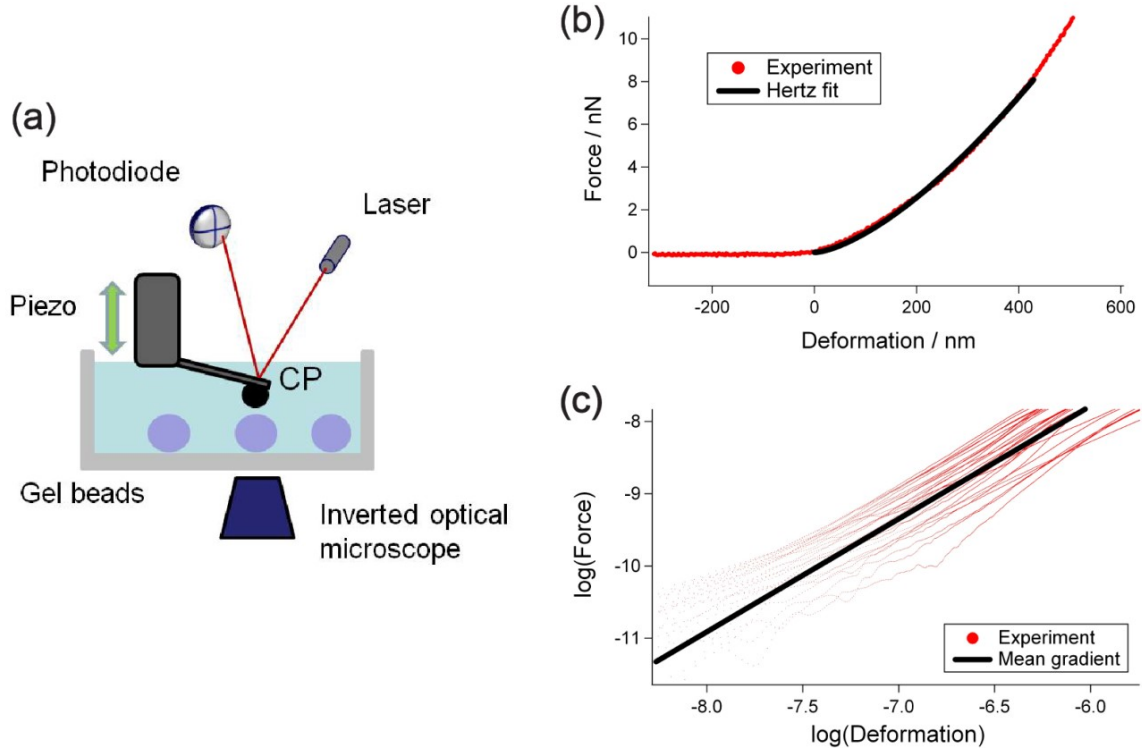 (a)
Photodiode
Laser
Piezo
CP
Gel beads
Inverted optical
microscope
(b)
Force / nN
10
8
6
4
2
0
Experiment
Hertz fit
-200
0
200
400
600
Deformation / nm
(c)
log(Force)
-8
-9
-10
-11
Experiment
Mean gradient
-8.0
-7.5
-7.0
-6.5
-6.0
log(Deformation)